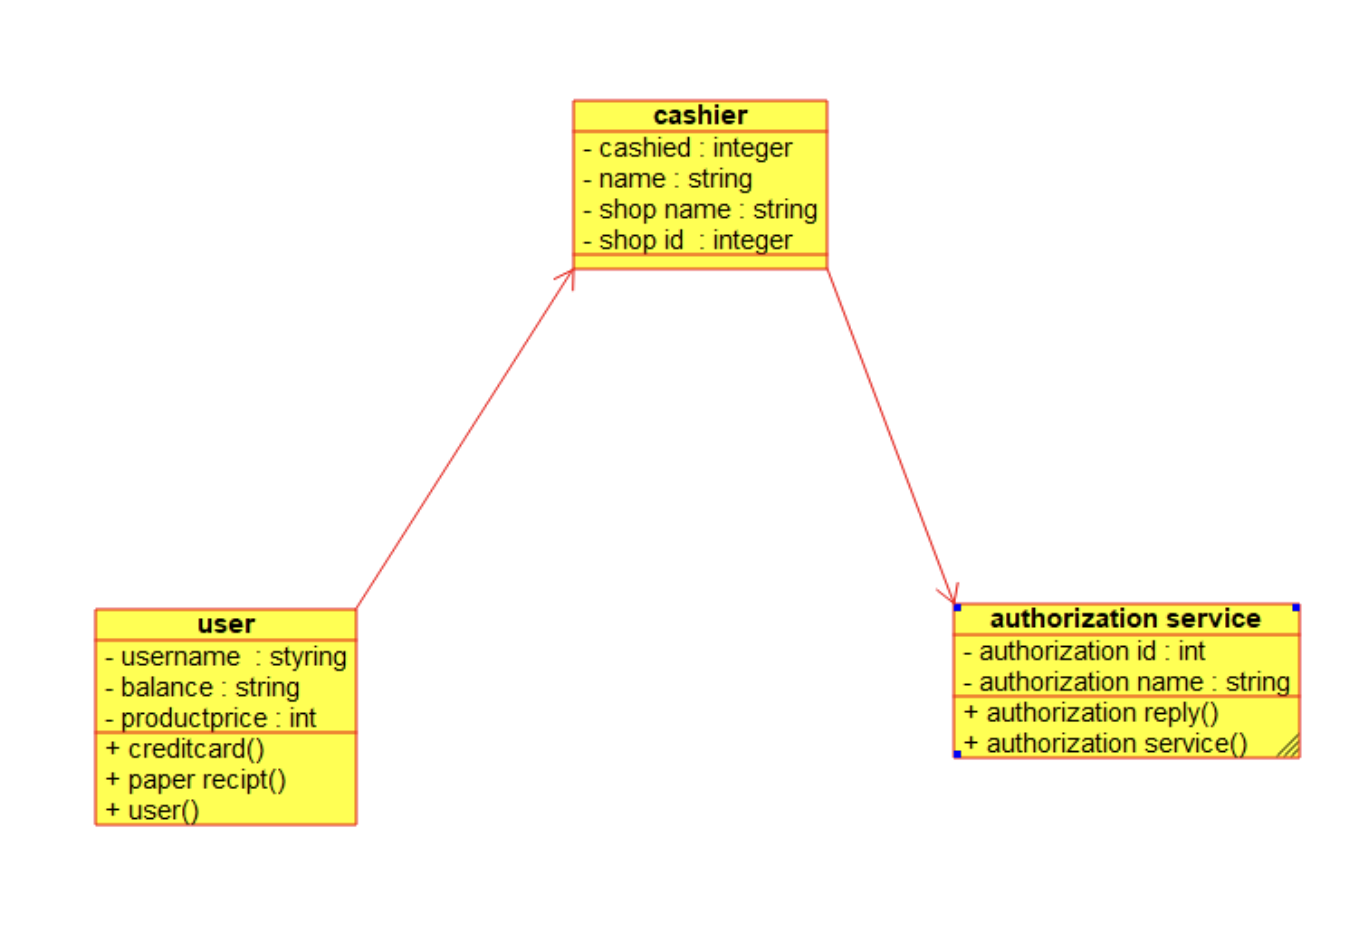 cashier
- cashied : integer
- name : string
- shop name : string
- shop id  : integer
user
- username  : styring
- balance : string
- productprice : int
+ creditcard()
+ paper recipt()
+ user()
authorization service
- authorization id : int
- authorization name : string
+ authorization reply()
+ authorization service()